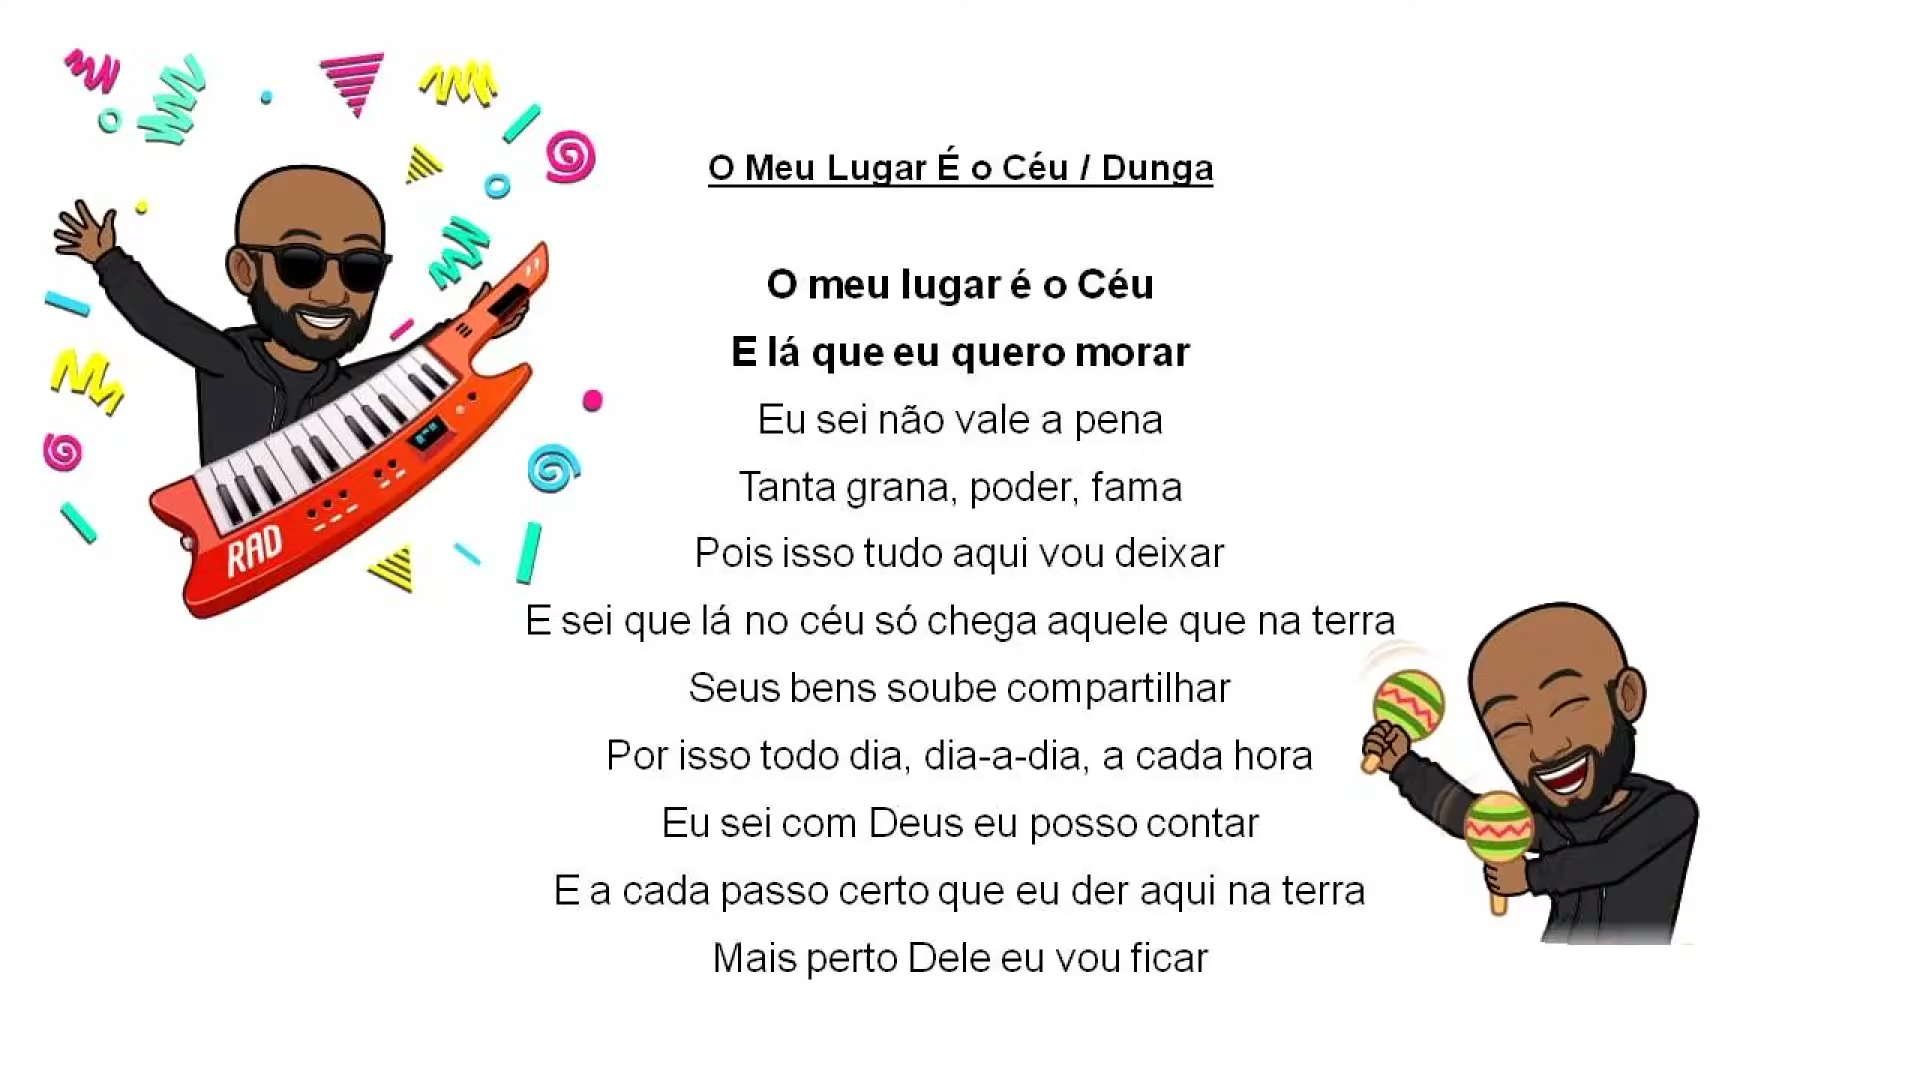 O Meu Lugar É o Céu / Dunga
O meu lugar é o Céu
E lá que eu quero morar
Eu sei não vale a pena
Tanta grana, poder, fama
Pois isso tudo aqui vou deixar
E sei que lá no céu só chega aquele que na terra
Seus bens soube compartilhar
Por isso todo dia, dia-a-dia, a cada hora
Eu sei com Deus eu posso contar
E a cada passo certo que eu der aqui na terra
Mais perto Dele eu vou ficar
RAD